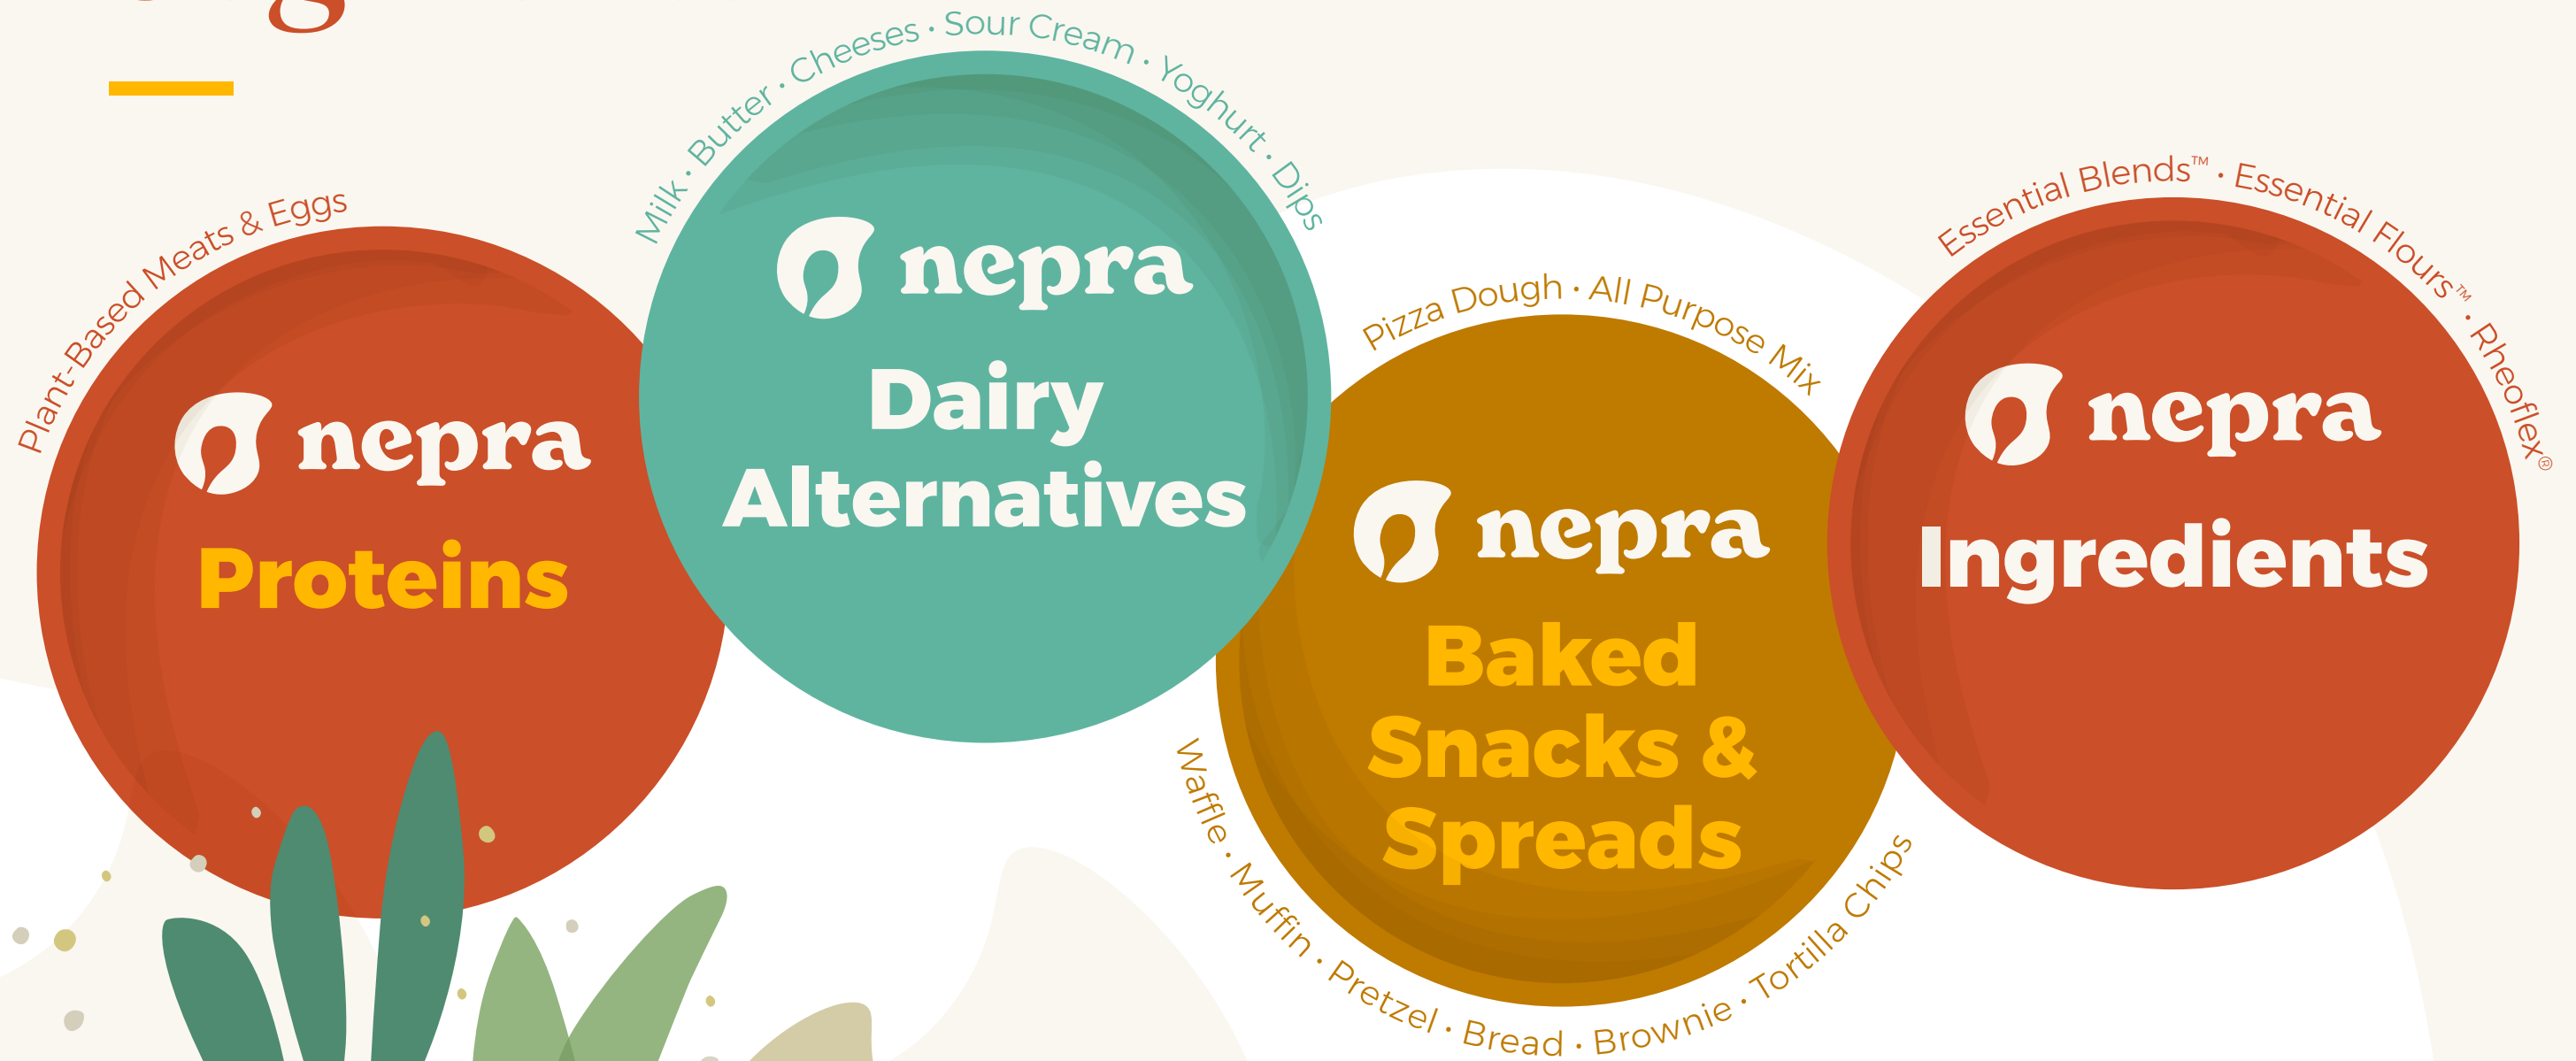 Plant-Based Meats & Eggs
nepra
Proteins
Milk · Butter · Cheeses · Sour Cream · Yoghurt · Dips
nepra
Dairy
Alternatives
Pizza Dough · All Purpose Mix
nepra
Baked
Snacks &
Spreads
Waffle · Muffin · Pretzel · Bread · Brownie · Tortilla Chips
Essential Blends™ · Essential Flours™ · Rheoflex®
nepra
Ingredients